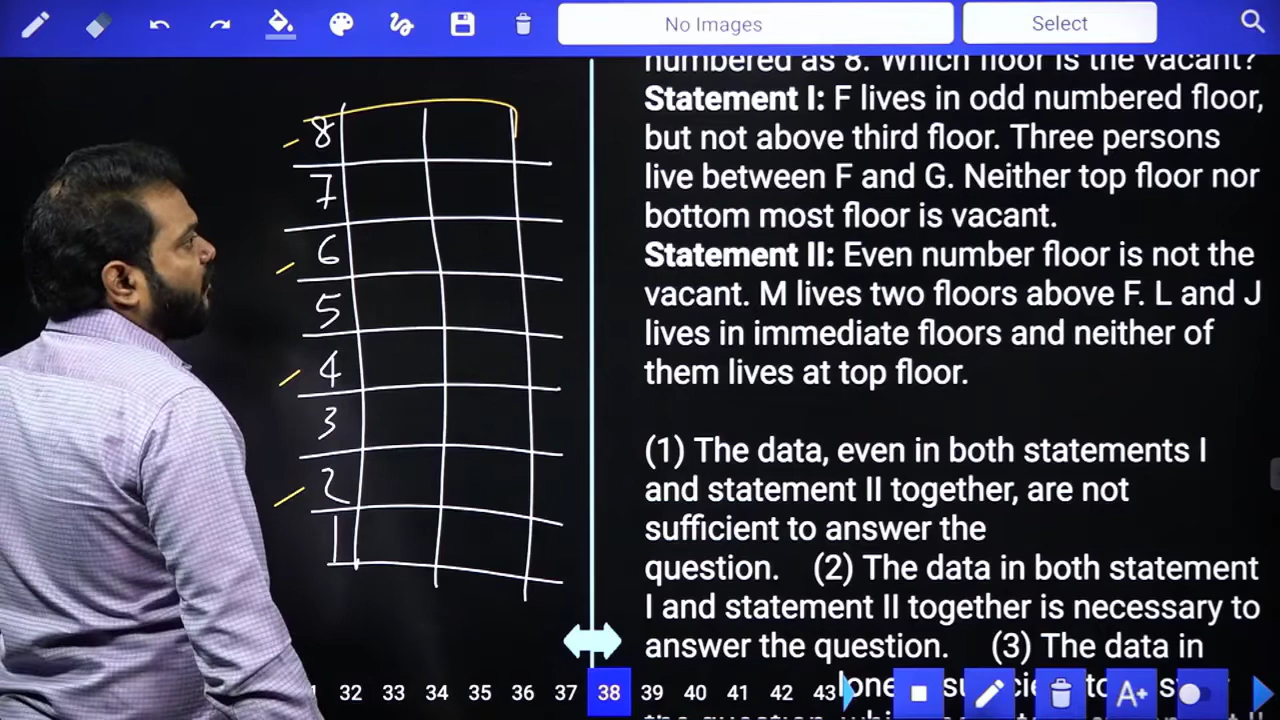 No Images
Select
numbered as 8. Which floor is the vacant?
Statement I: F lives in odd numbered floor,
but not above third floor. Three persons
live between F and G. Neither top floor nor
bottom most floor is vacant.
Statement II: Even number floor is not the
vacant. M lives two floors above F. L and J
lives in immediate floors and neither of
them lives at top floor.
(1) The data, even in both statements I
and statement II together, are not
sufficient to answer the
question. (2) The data in both statement
I and statement II together is necessary to
answer the question. (3) The data in
8
7
6
5
4
3
2
1
32 33 34 35 36 37 38 39 40 41 42 43
A+